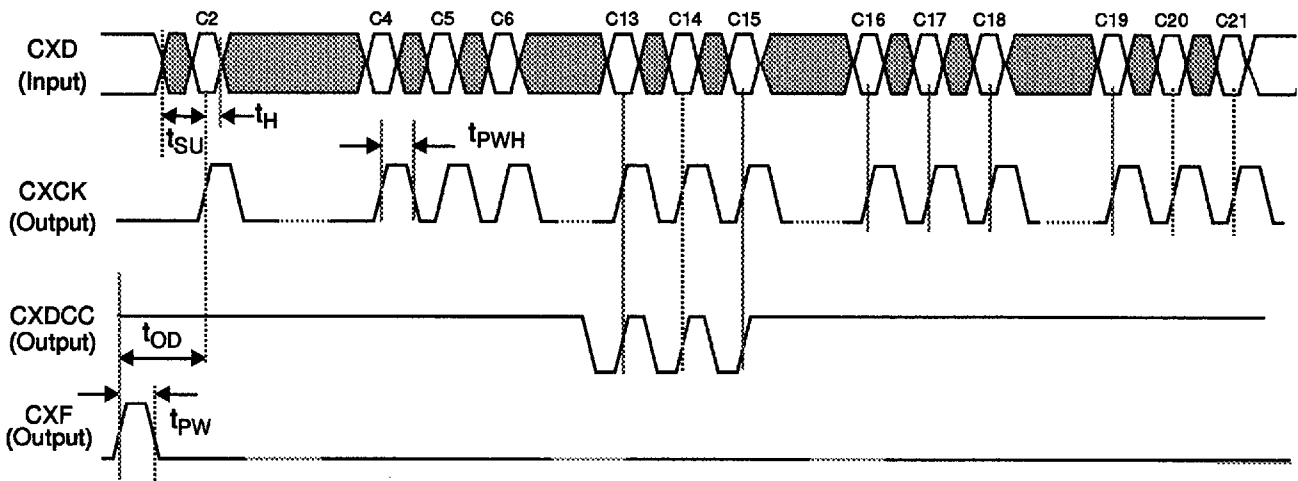 C2 C4 C5 C6 C13 C14 C15 C16 C17 C18 C19 C20 C21
CXD
(Input)
tSU
tH
tPWH
CXCK
(Output)
CXDCC
(Output)
tOD
CXF
(Output)
tPW